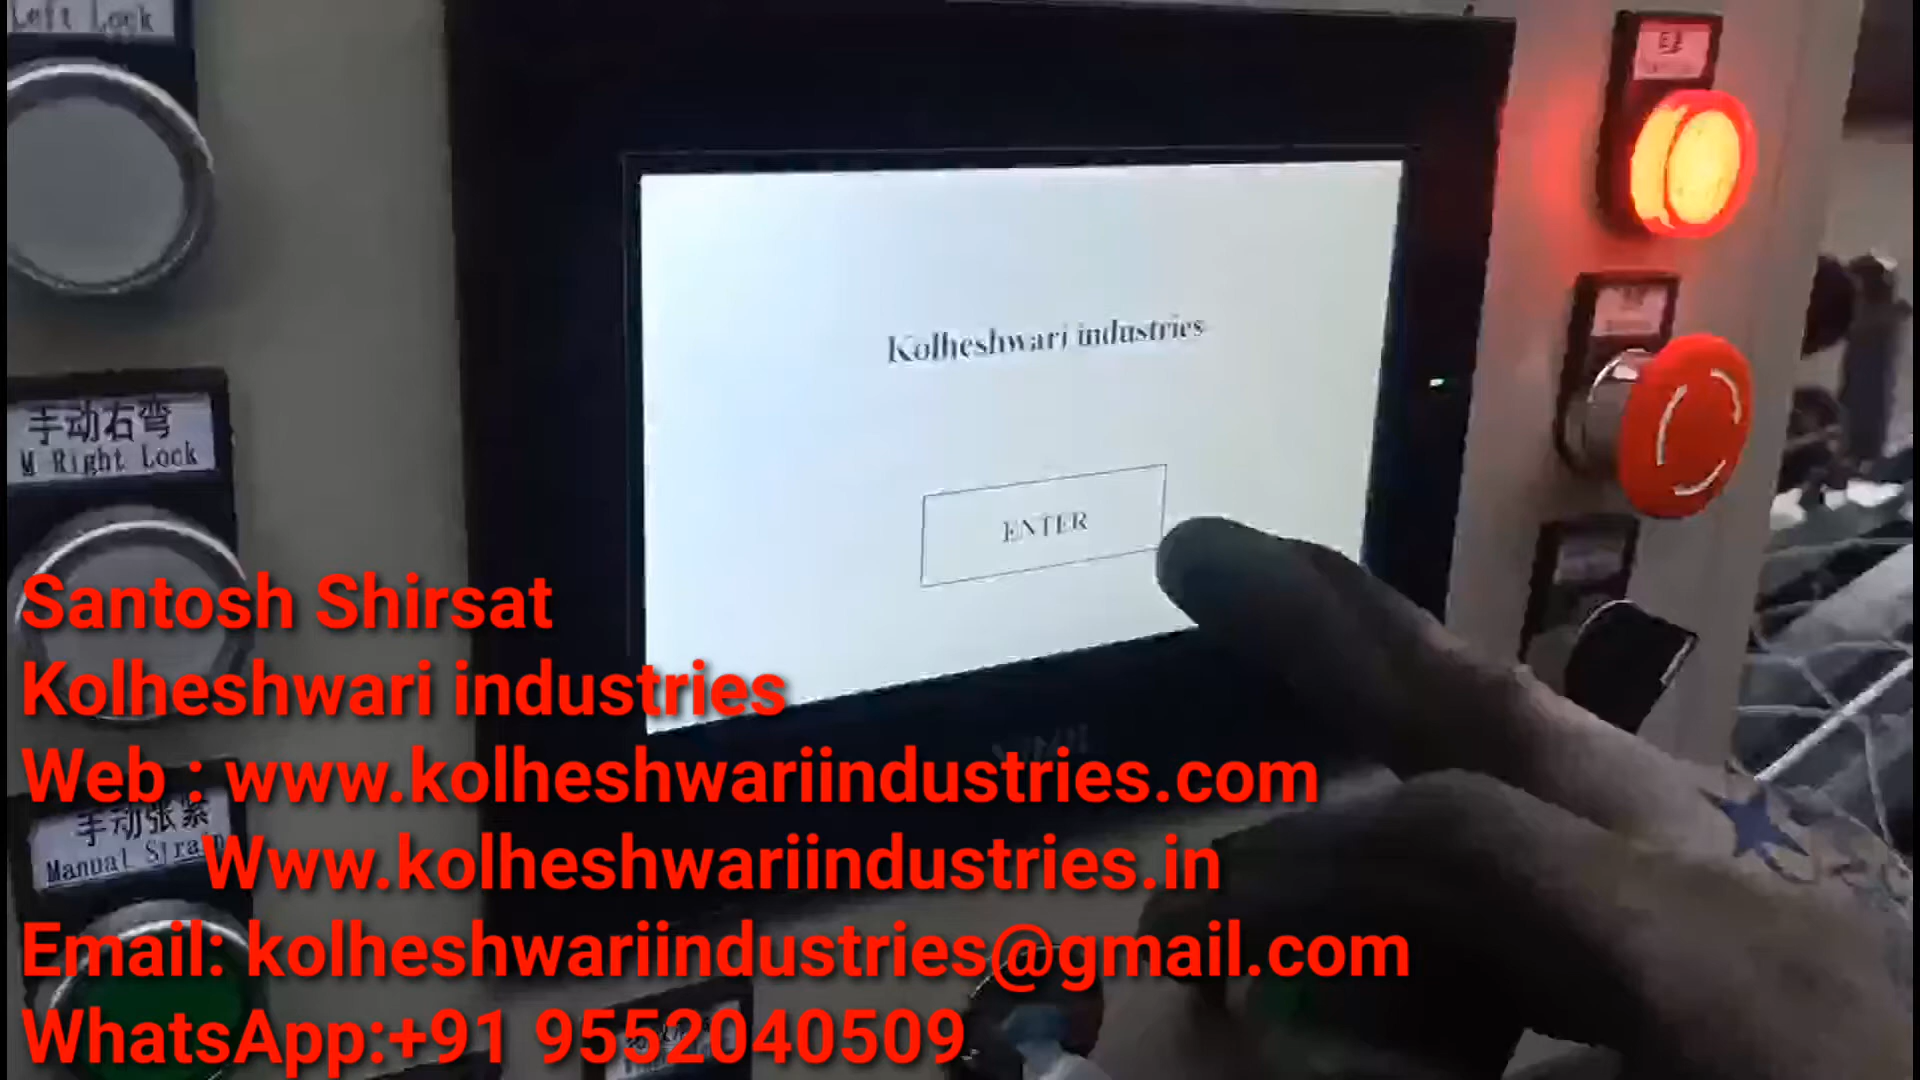 Left Lock
手动右弯
M Right Lock
手动张紧
Manual
Kolheshwari industries
ENTER
Santosh Shirsat
Kolheshwari industries
Web : www.kolheshwariindustries.com
Www.kolheshwariindustries.in
Email: kolheshwariindustries@gmail.com
WhatsApp:+91 9552040509